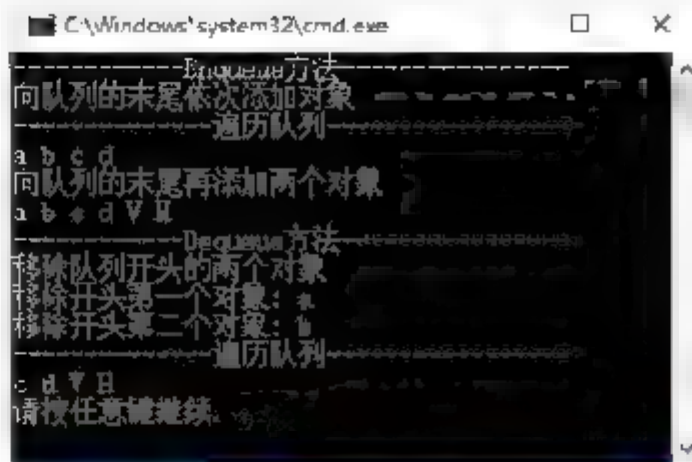 C:\Windows\system32\cmd.exe
--------------------Enqueue方法--------------------
向队列的末尾依次添加对象
--------------------遍历队列--------------------
a b c d
向队列的末尾再添加两个对象
a b c d V H
--------------------Dequeue方法--------------------
移除队列开头的两个对象
移除开头第一个对象：a
移除开头第二个对象：b
--------------------遍历队列--------------------
c d V H
请按任意键继续.